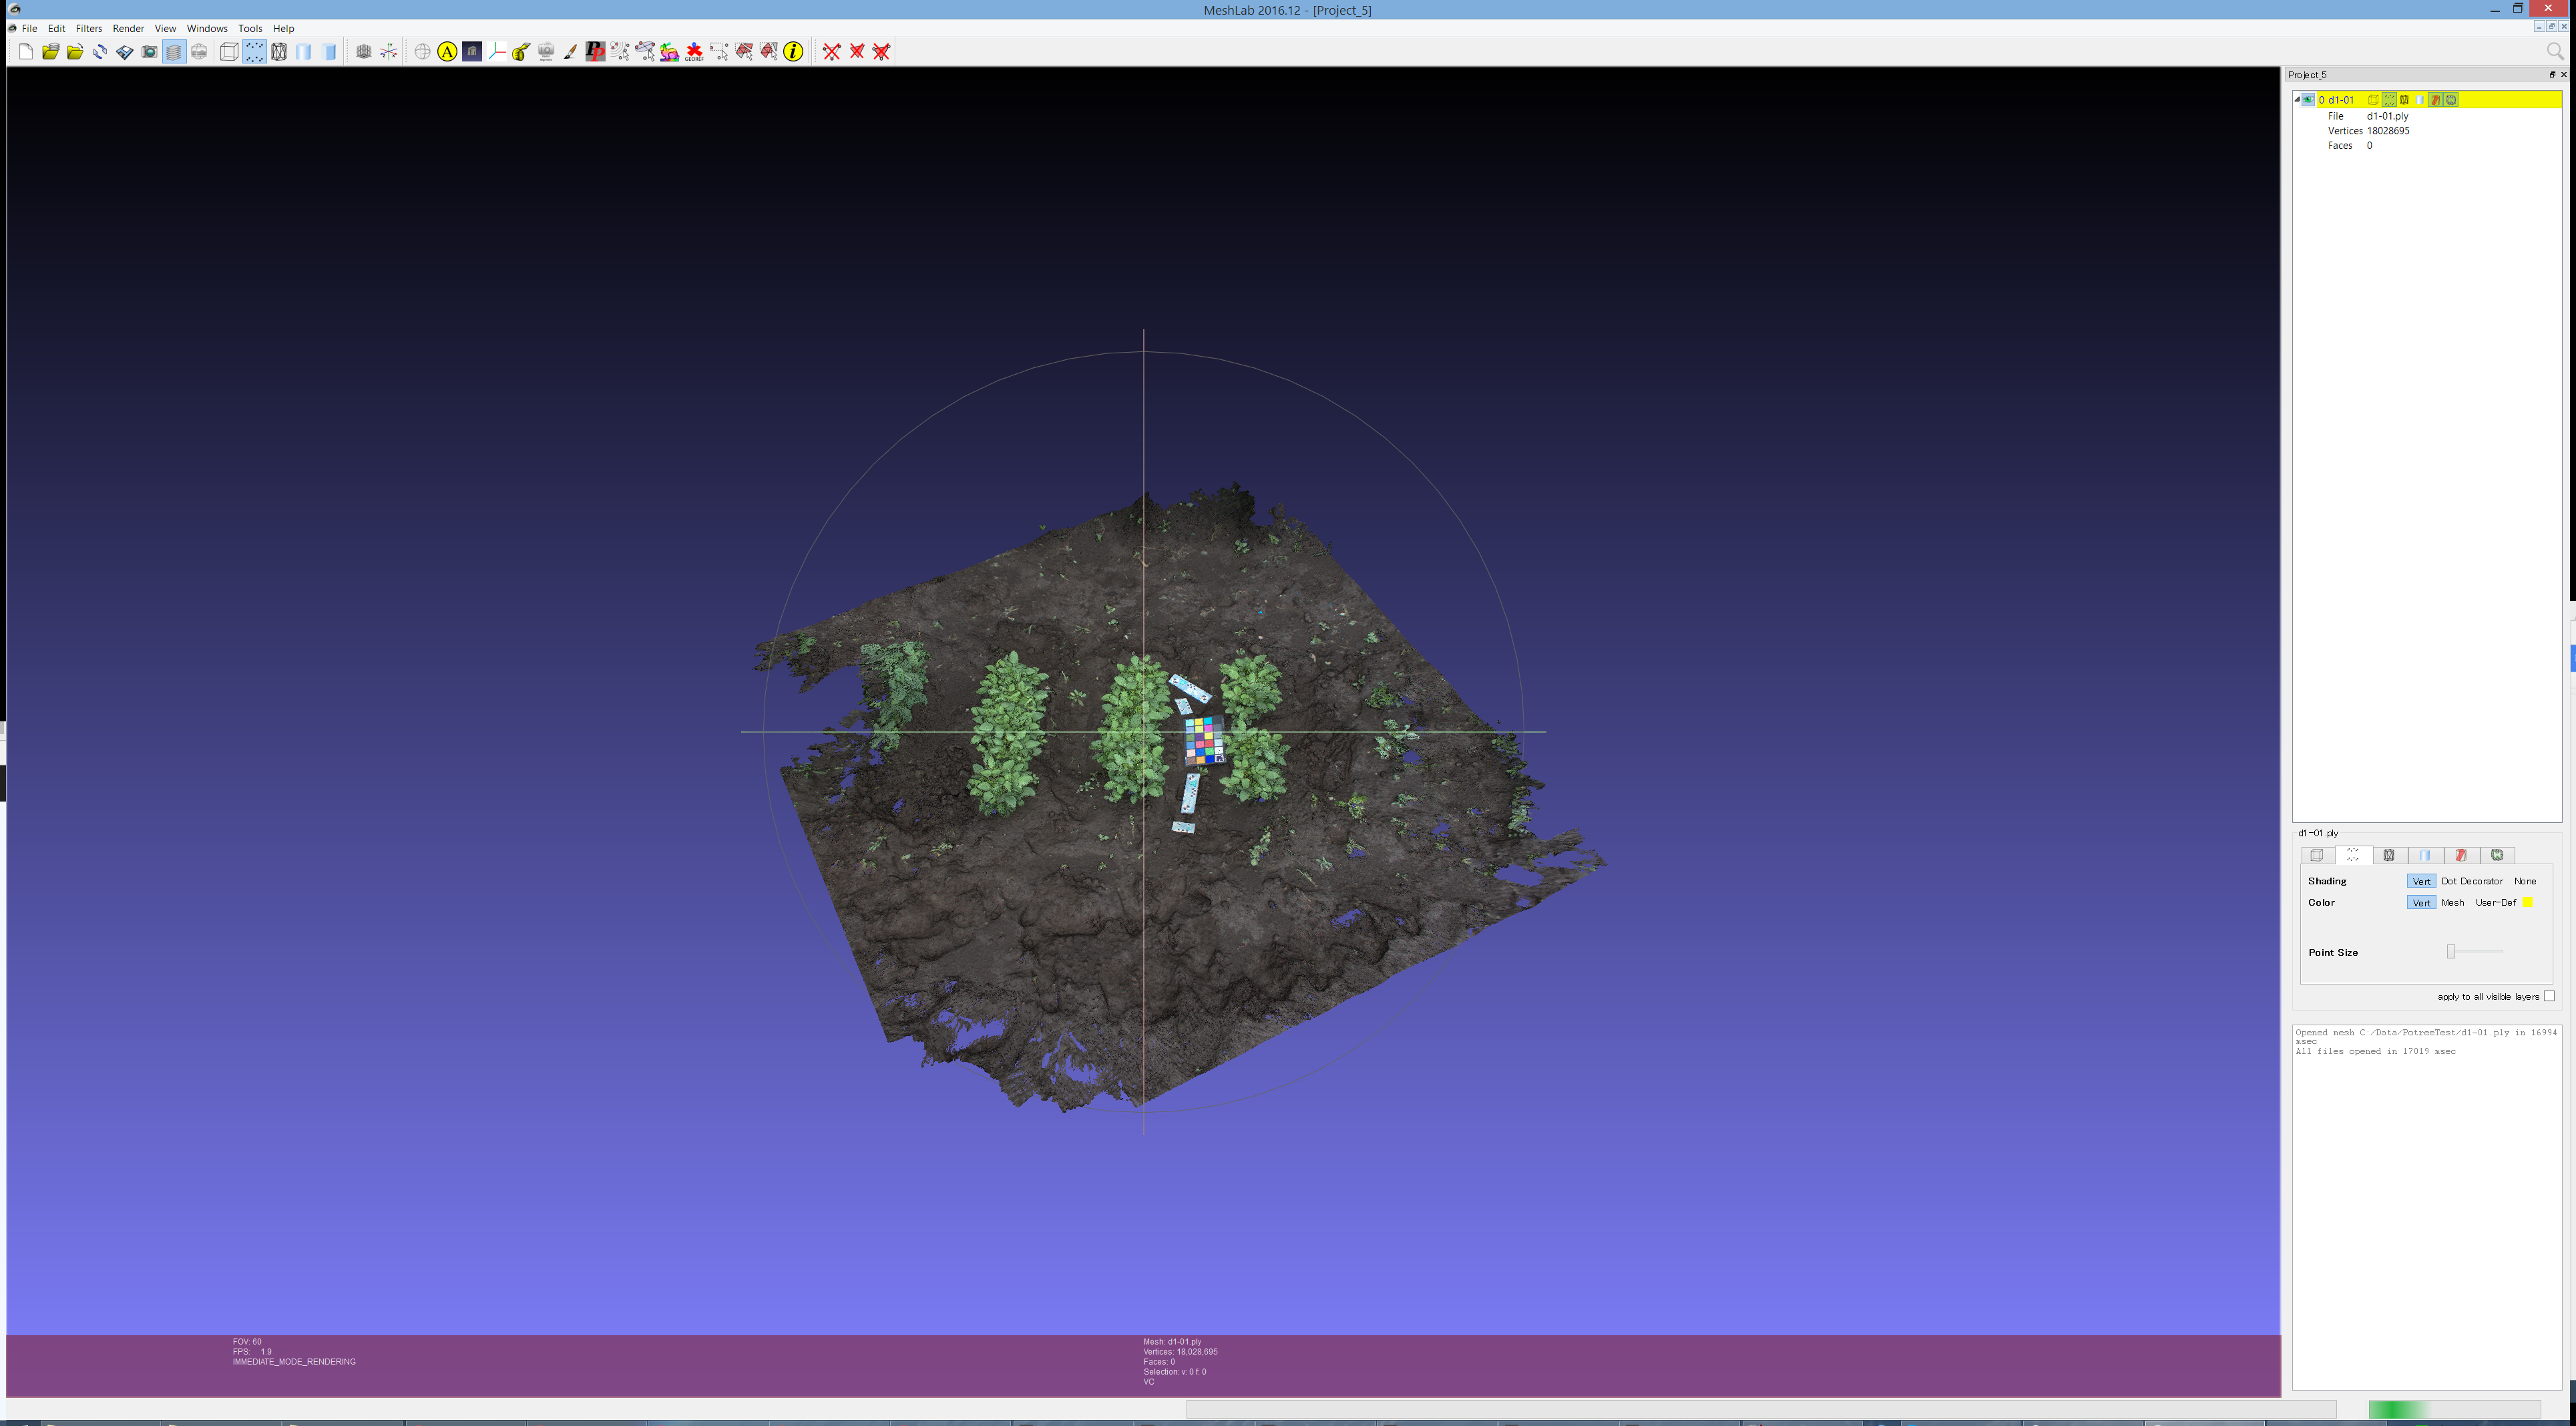 MeshLab 2016.12 - [Project_5]
File Edit Filters Render View Windows Tools Help
A
PP
GEOREF
i
Project_5
0 d1-01
File d1-01.ply
Vertices 18028695
Faces 0
d1-01.ply
Shading Vert Dot Decorator None
Color Vert Mesh User-Def
Point Size
apply to all visible layers
Opened mesh C:/Data/PotreeTest/d1-01.ply in 16994
msec
All files opened in 17019 msec
FOV: 60
FPS: 1.9
IMMEDIATE_MODE_RENDERING
Mesh: d1-01.ply
Vertices: 18,028,695
Faces: 0
Selection: v: 0 f: 0
VC